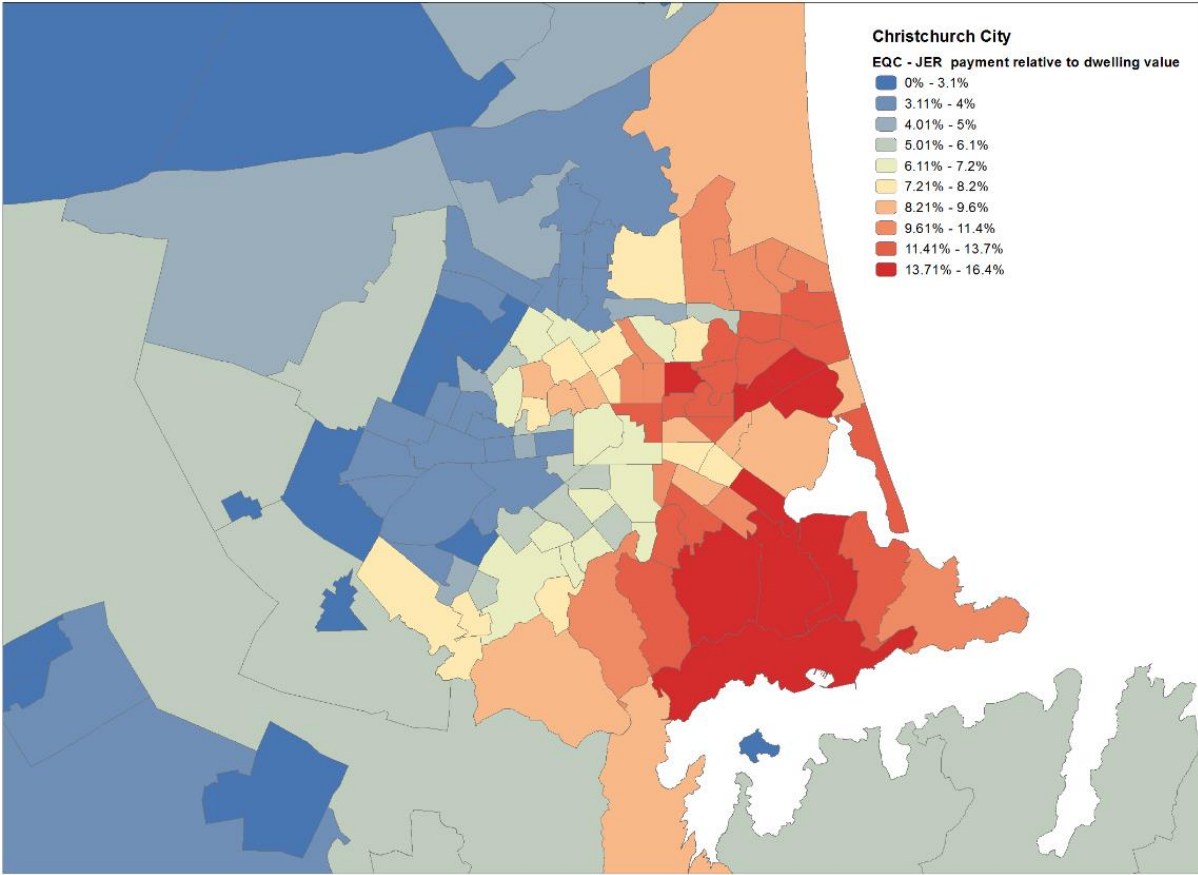 Christchurch City
EQC - JER payment relative to dwelling value
0% - 3.1%
3.11% - 4%
4.01% - 5%
5.01% - 6.1%
6.11% - 7.2%
7.21% - 8.2%
8.21% - 9.6%
9.61% - 11.4%
11.41% - 13.7%
13.71% - 16.4%